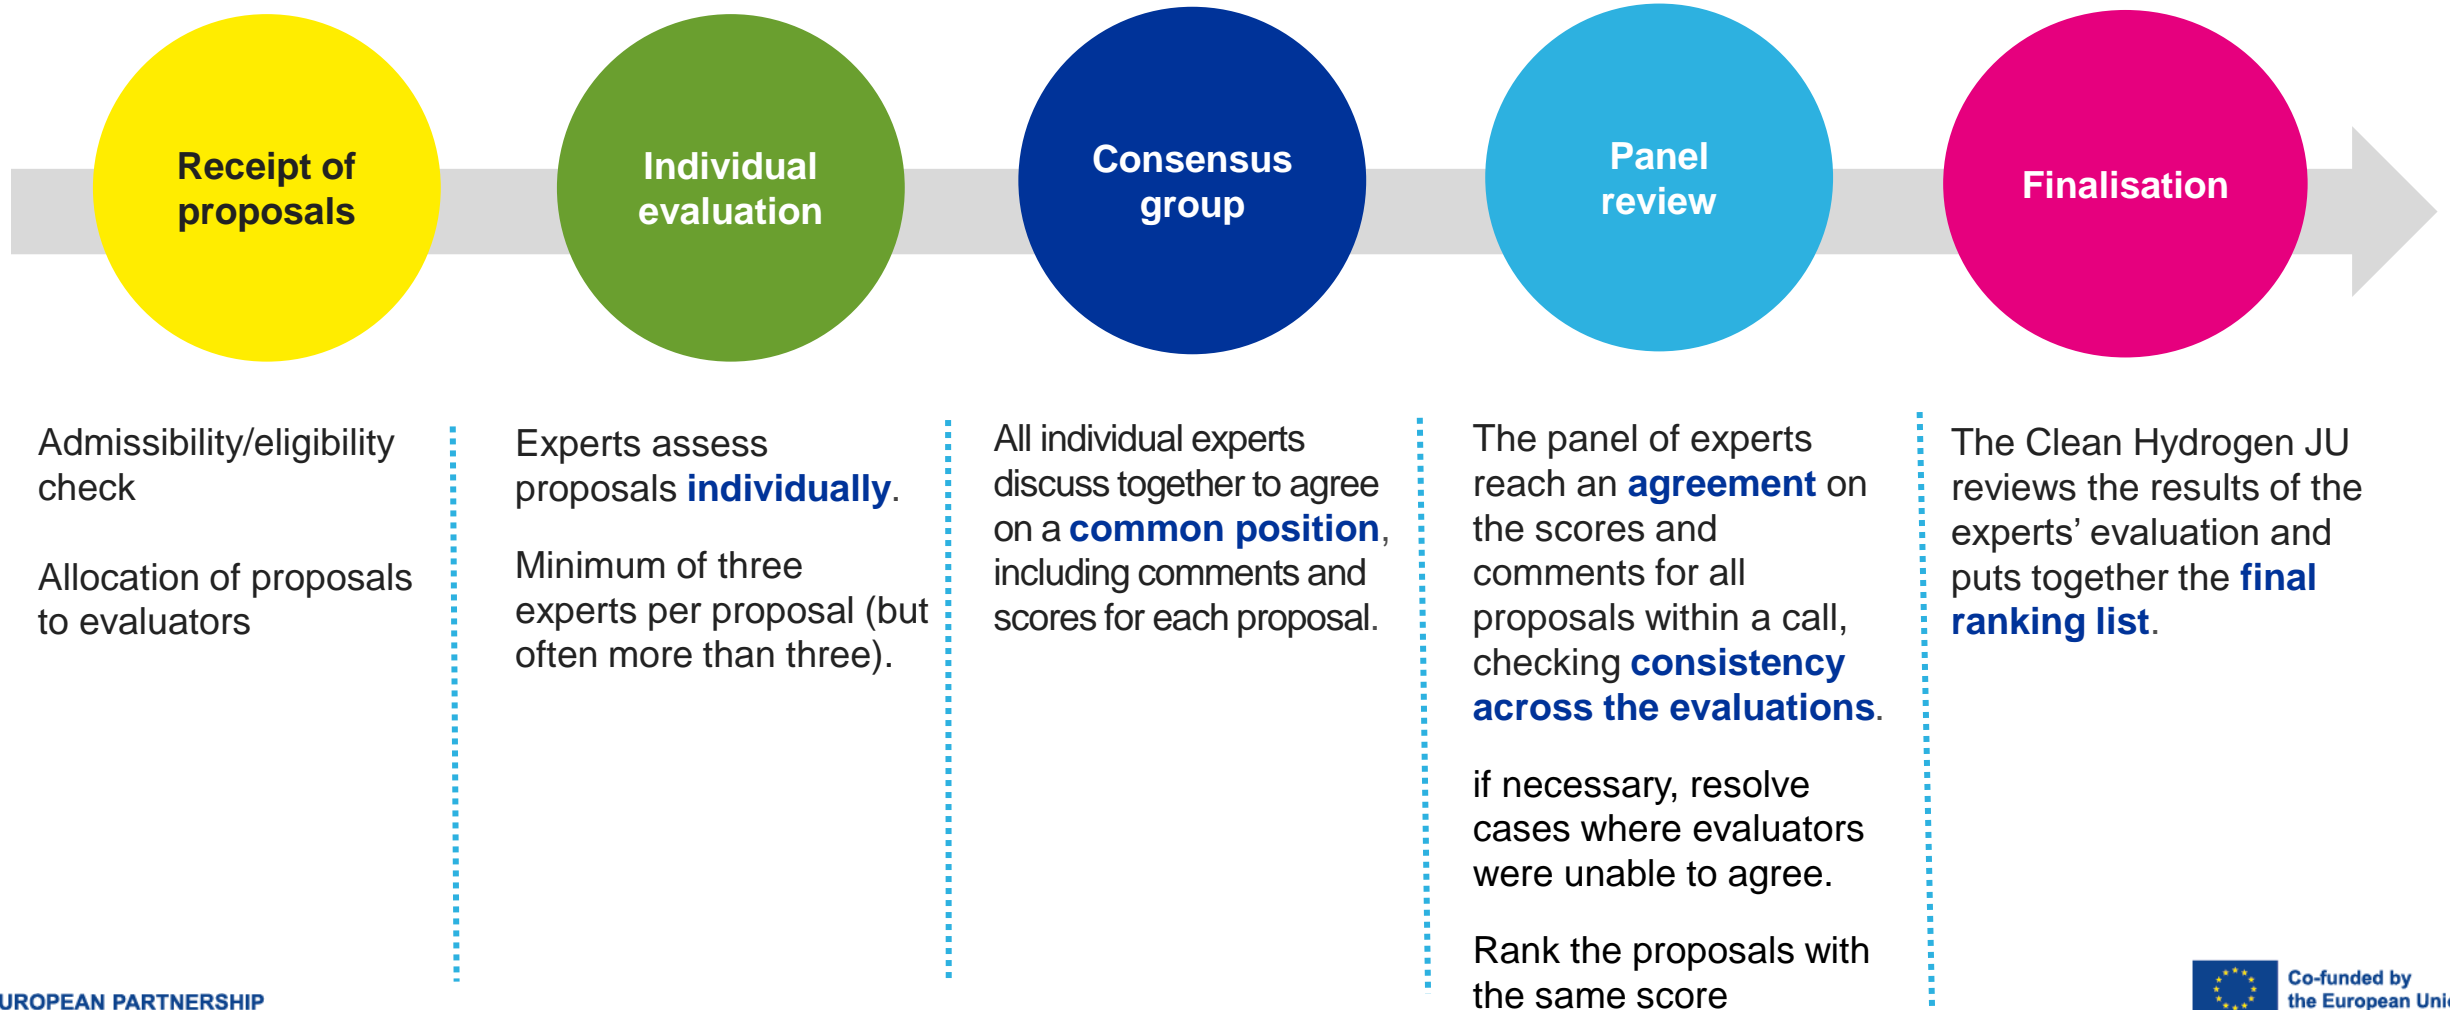 Receipt of
proposals
Individual
evaluation
Consensus
group
Panel
review
Finalisation
Admissibility/eligibility
check
Allocation of proposals
to evaluators
Experts assess
proposals individually.
Minimum of three
experts per proposal (but
often more than three).
All individual experts
discuss together to agree
on a common position,
including comments and
scores for each proposal.
The panel of experts
reach an agreement on
the scores and
comments for all
proposals within a call,
checking consistency
across the evaluations.
if necessary, resolve
cases where evaluators
were unable to agree.
Rank the proposals with
the same score
The Clean Hydrogen JU
reviews the results of the
experts’ evaluation and
puts together the final
ranking list.
UROPEAN PARTNERSHIP
Co-funded by
the European Uni